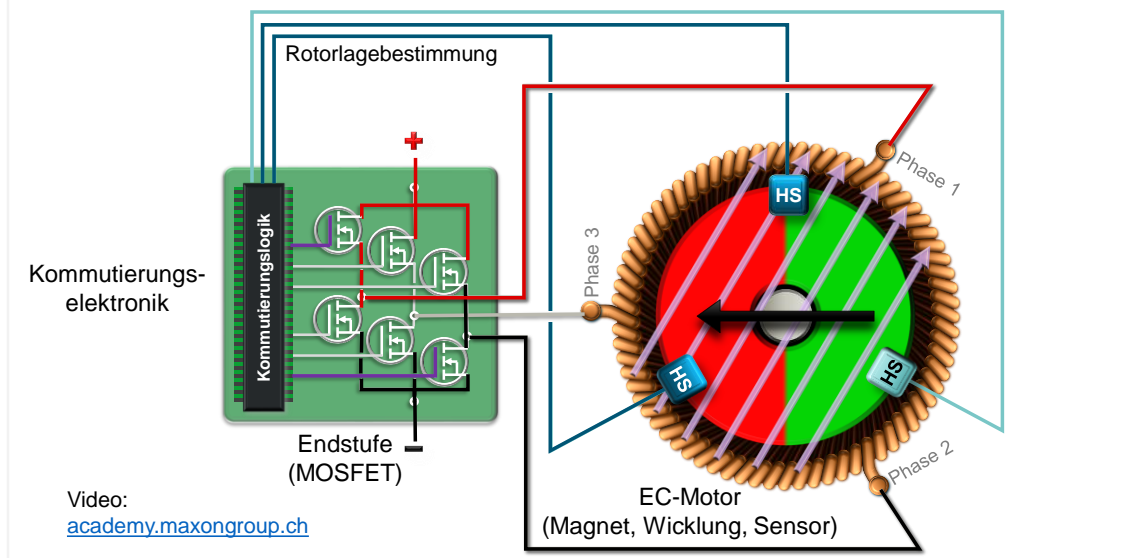 Rotorlagebestimmung
Phase 1
HS
Kommutierungslogik
Kommutierungs-
elektronik
Phase 3
HS
HS
Endstufe
(MOSFET)
Phase 2
EC-Motor
(Magnet, Wicklung, Sensor)
Video:
academy.maxongroup.ch